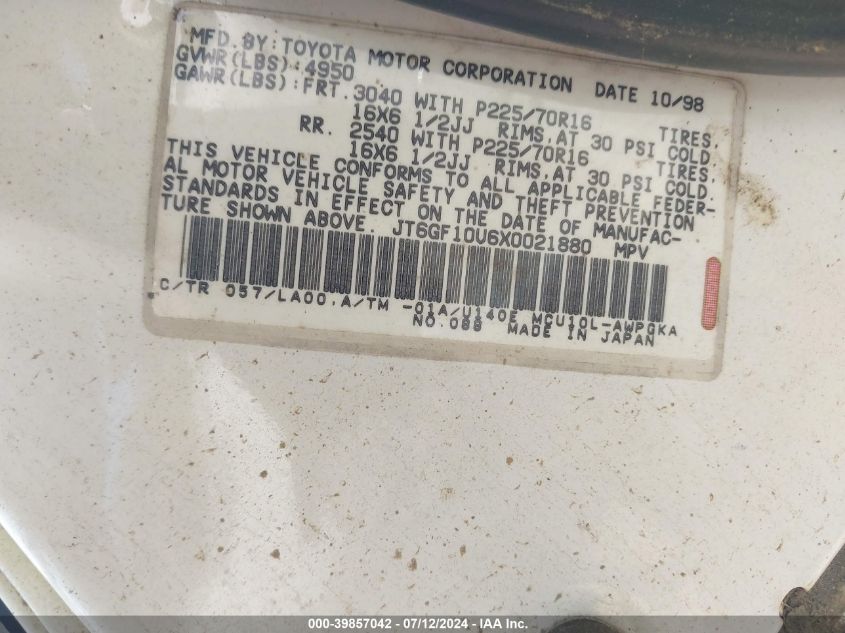 MFD. BY: TOYOTA MOTOR CORPORATION DATE 10/98
GVWR(LBS):4950
GAWR(LBS):FRT. 3040 WITH P225/70R16 TIRES,
16X6 1/2JJ RIMS,AT 30 PSI COLD
RR. 2540 WITH P225/70R16 TIRES.
16X6 1/2JJ. RIMS,AT 30 PSI COLD.
THIS VEHICLE CONFORMS TO ALL APPLICABLE FEDER-
AL MOTOR VEHICLE SAFETY AND THEFT PREVENTION
STANDARDS IN EFFECT ON THE DATE OF MANUFAC-
TURE SHOWN ABOVE. JT6GF10U6X0021880 MPV
C/TR 057/LA00.A/TM -01A/U140E MCU10L-AWPGKA
NO.088 MADE IN JAPAN
000-39857042 - 07/12/2024 - IAA Inc.